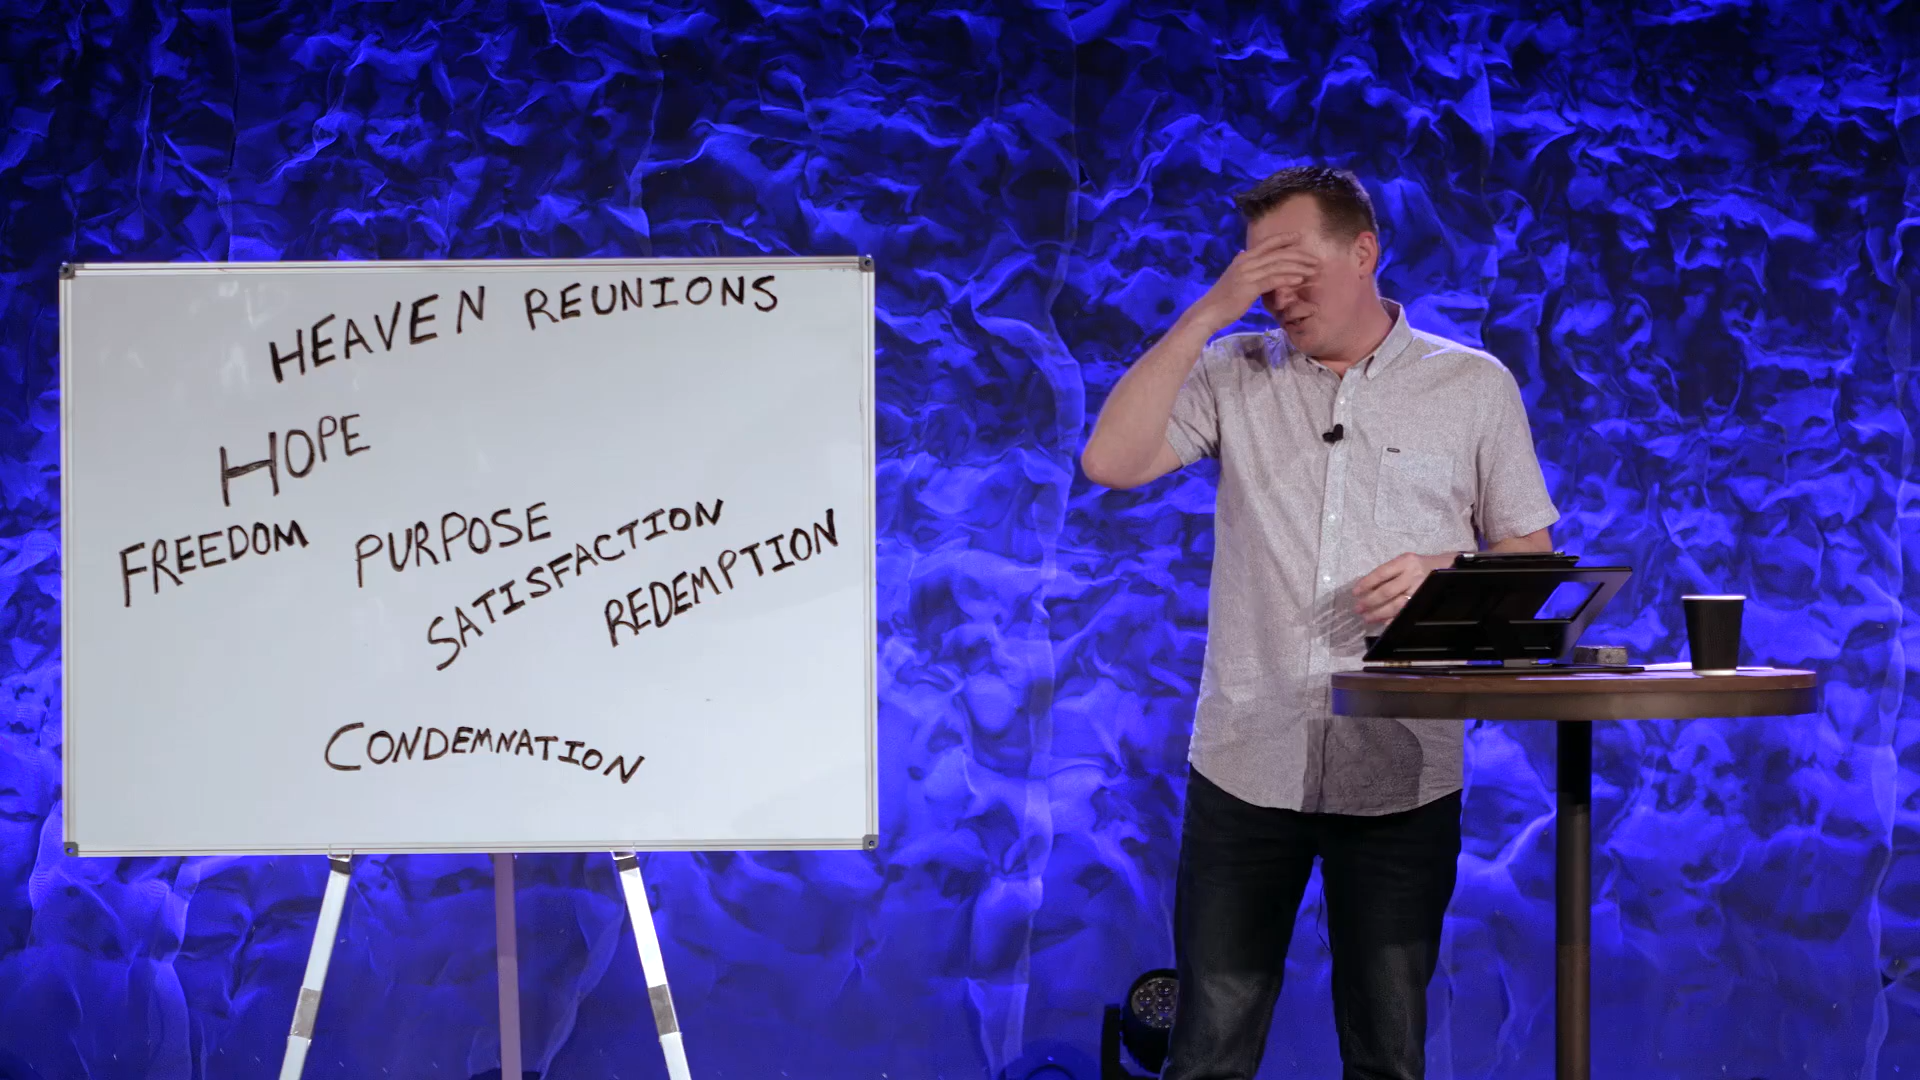 HEAVEN REUNIONS
HOPE
FREEDOM PURPOSE
SATISFACTION
REDEMPTION
CONDEMNATION